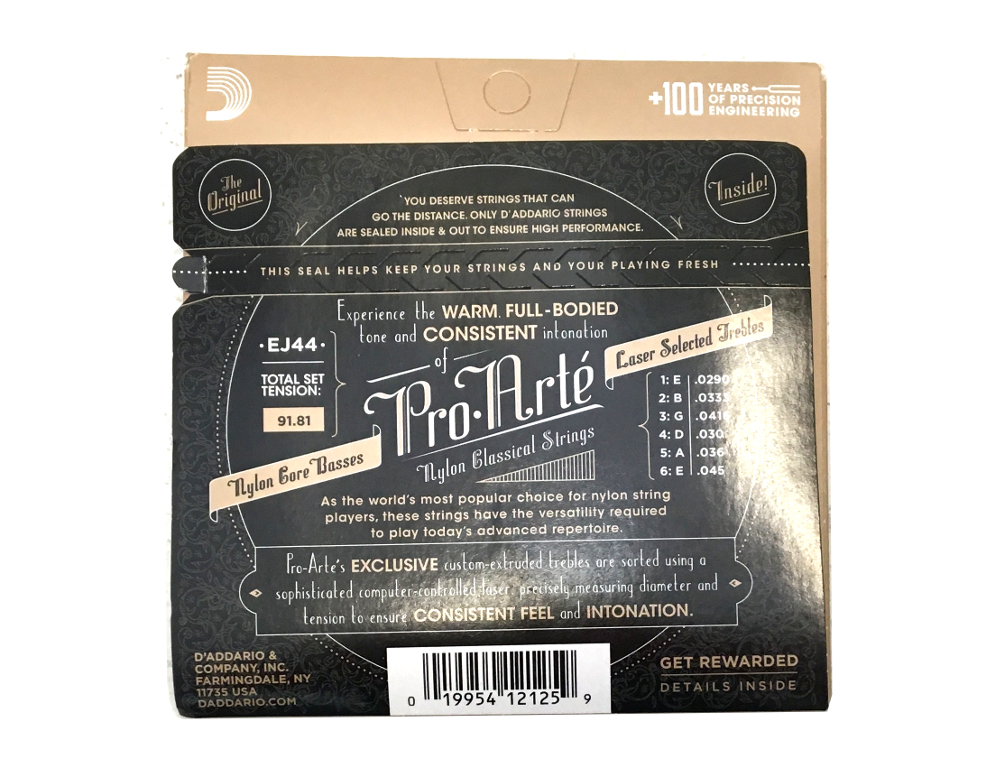 +100 YEARS
OF PRECISION
ENGINEERING
The
Original
Inside!
YOU DESERVE STRINGS THAT CAN
GO THE DISTANCE. ONLY D'ADDARIO STRINGS
ARE SEALED INSIDE & OUT TO ENSURE HIGH PERFORMANCE.
THIS SEAL HELPS KEEP YOUR STRINGS AND YOUR PLAYING FRESH
Experience the WARM, FULL-BODIED
tone and CONSISTENT intonation
of
Pro•Arté
Nylon Classical Strings
•EJ44•
TOTAL SET
TENSION:
91.81
Nylon Core Basses
Laser Selected Trebles
1: E .0290
2: B .0333
3: G .0416
4: D .030
5: A .036
6: E .045
As the world's most popular choice for nylon string
players, these strings have the versatility required
to play today's advanced repertoire.
Pro-Arte's EXCLUSIVE custom-extruded trebles are sorted using a
sophisticated computer-controlled laser, precisely measuring diameter and
tension to ensure CONSISTENT FEEL and INTONATION.
D'ADDARIO &
COMPANY, INC.
FARMINGDALE, NY
11735 USA
DADDARIO.COM
0 19954 12125 9
GET REWARDED
DETAILS INSIDE